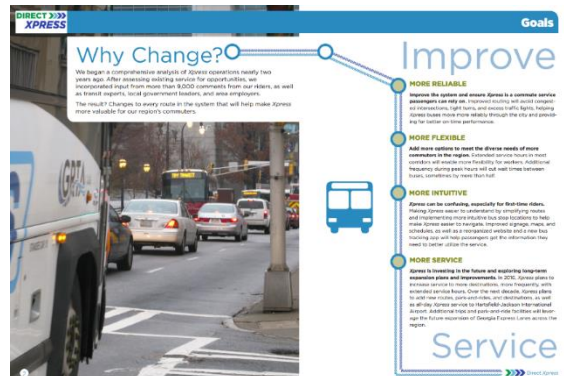 DIRECT
XPRESS
Goals
Why Change?
We began a comprehensive analysis of Xpress operations nearly two
years ago. After assessing existing service for opportunities, we
incorporated input from more than 9,000 comments from our riders, as well
as transit experts, local government leaders, and area employers.
The result? Changes to every route in the system that will help make Xpress
more valuable for our region's commuters.
GRTA
Improve
MORE RELIABLE
Improve the system and ensure Xpress is a commute service
passengers can rely on. Improved routing will avoid congest-
ed intersections, tight turns, and excess traffic lights, helping
Xpress buses move more reliably through the city and provid-
ing for better on-time performance.
MORE FLEXIBLE
Add more options to meet the diverse needs of more
commuters in the region. Extended service hours in most
corridors will enable more flexibility for workers. Additional
frequency during peak hours will cut wait times between
buses, sometimes by more than half.
MORE INTUITIVE
Xpress can be confusing, especially for first-time riders.
Making Xpress easier to understand by simplifying routes
and implementing more intuitive bus stop locations to help
make Xpress easier to navigate. Improved signage, maps, and
schedules, as well as a reorganized website and a new bus
tracking app will help passengers get the information they
need to better utilize the service.
MORE SERVICE
Xpress is investing in the future and exploring long-term
expansion plans and improvements. In 2016, Xpress plans to
increase service to more destinations, more frequently, with
extended service hours. Over the next decade, Xpress plans
to add new routes, park-and-rides, and destinations, as well
as all-day Xpress service to Hartsfield-Jackson International
Airport. Additional trips and park-and-ride facilities will lever-
age the future expansion of Georgia Express Lanes across the
region.
Service
Direct Xpress